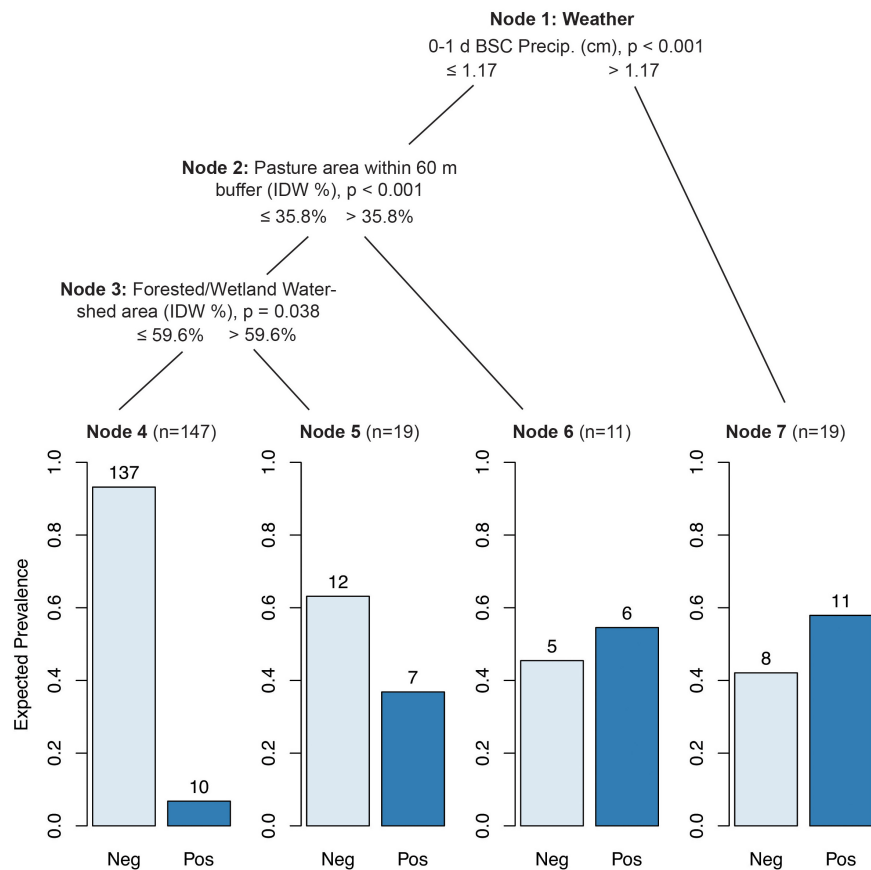 Node 1: Weather
0-1 d BSC Precip. (cm), p < 0.001
≤ 1.17 > 1.17
Node 2: Pasture area within 60 m
buffer (IDW %), p < 0.001
≤ 35.8% > 35.8%
Node 3: Forested/Wetland Water-
shed area (IDW %), p = 0.038
≤ 59.6% > 59.6%
Node 4 (n=147) Node 5 (n=19) Node 6 (n=11) Node 7 (n=19)
Expected Prevalence
1.0
0.8
0.6
0.4
0.2
0.0
137
10
Neg Pos
1.0
0.8
0.6
0.4
0.2
0.0
12
7
Neg Pos
1.0
0.8
0.6
0.4
0.2
0.0
5
6
Neg Pos
1.0
0.8
0.6
0.4
0.2
0.0
8
11
Neg Pos